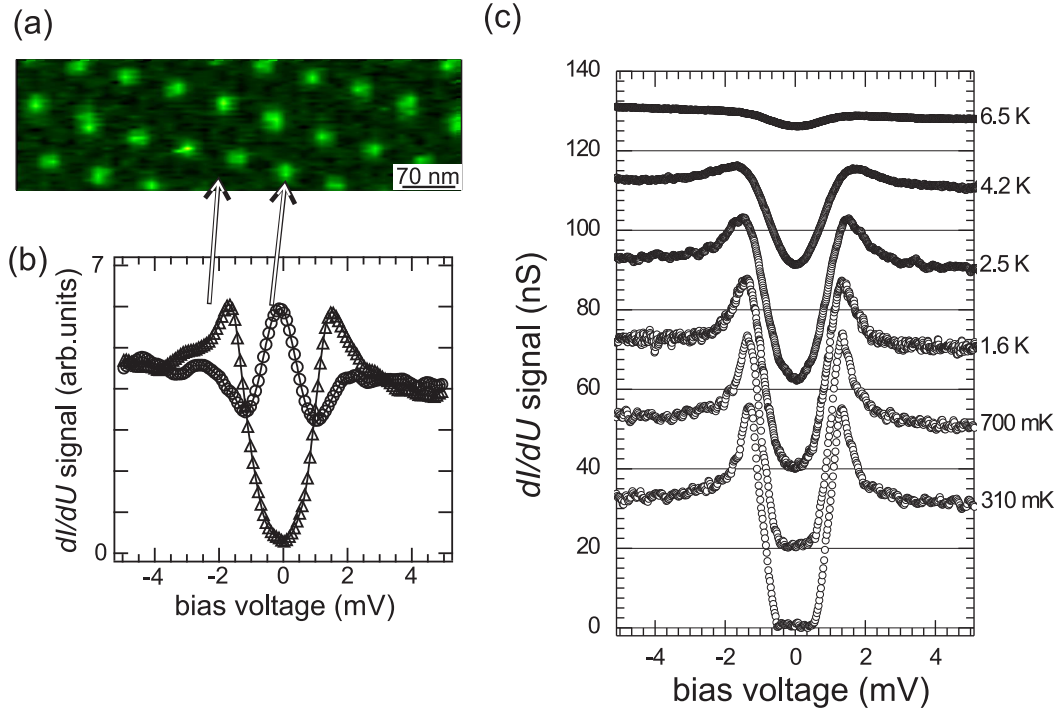 (a)
70 nm
(b)
7
0
dI/dU signal (arb.units)
-4 -2 0 2 4
bias voltage (mV)
(c)
140
120
100
80
60
40
20
0
dI/dU signal (nS)
6.5 K
4.2 K
2.5 K
1.6 K
700 mK
310 mK
-4 -2 0 2 4
bias voltage (mV)